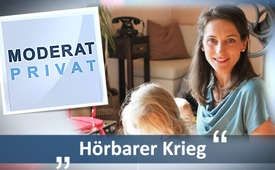 MODERAT
PRIVAT
“
Hörbarer Krieg
„